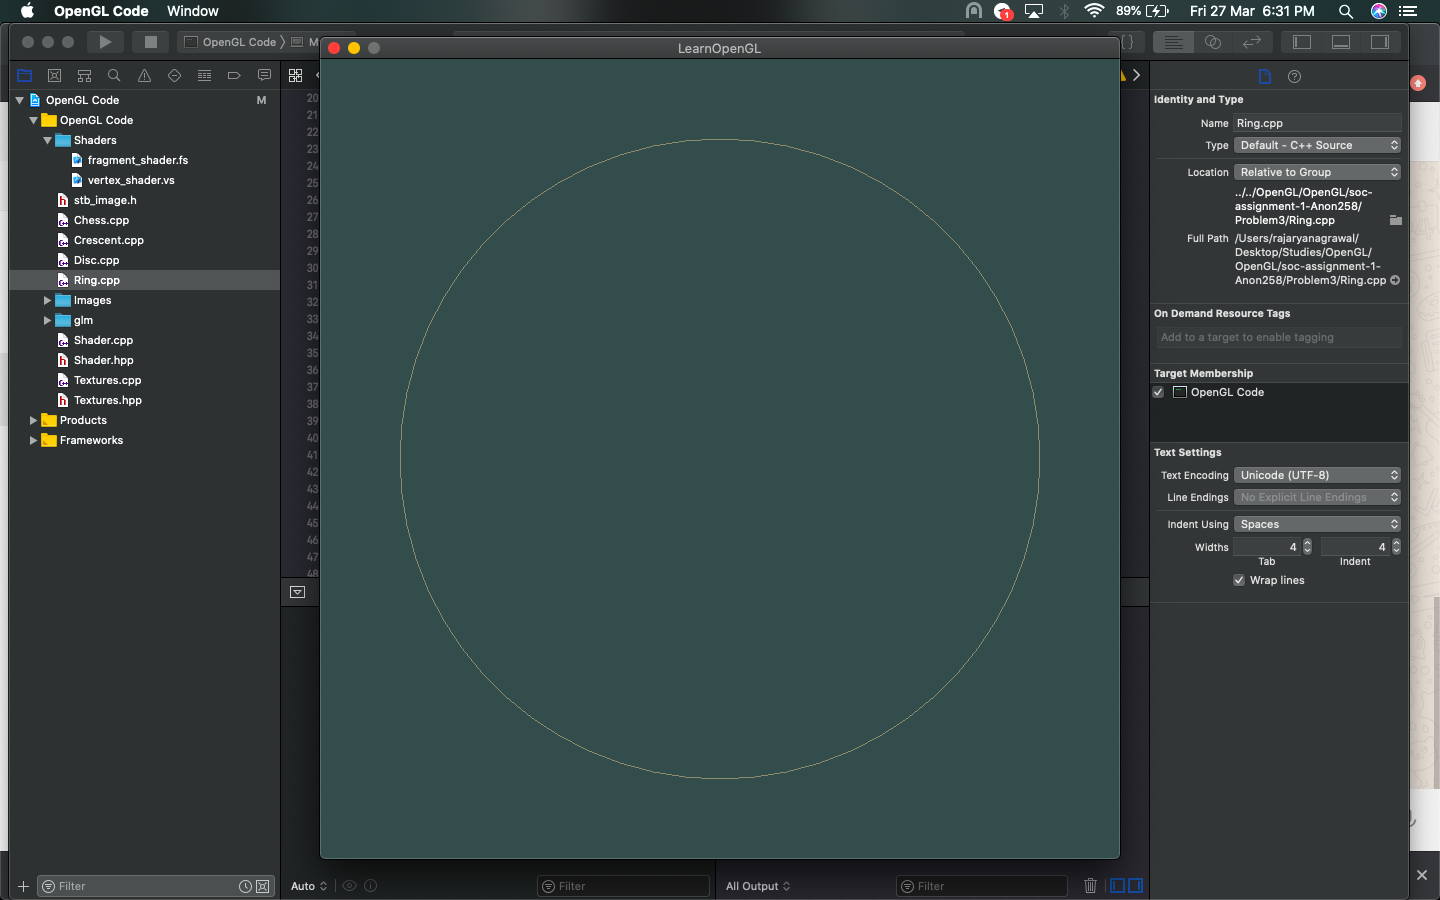 OpenGL Code Window
1
89%
Fri 27 Mar 6:31 PM
OpenGL Code
LearnOpenGL
{}
OpenGL Code
M
OpenGL Code
Shaders
fragment_shader.fs
vertex_shader.vs
stb_image.h
Chess.cpp
Crescent.cpp
Disc.cpp
Ring.cpp
Images
glm
Shader.cpp
Shader.hpp
Textures.cpp
Textures.hpp
Products
Frameworks
Filter
20
21
22
23
24
25
26
27
28
29
30
31
32
33
34
35
36
37
38
39
40
41
42
43
44
45
46
47
48
Auto
Filter
All Output
Filter
Identity and Type
Name Ring.cpp
Type Default - C++ Source
Location Relative to Group
../../OpenGL/OpenGL/soc-
assignment-1-Anon258/
Problem3/Ring.cpp
Full Path /Users/rajaryanagrawal/
Desktop/Studies/OpenGL/
OpenGL/soc-assignment-1-
Anon258/Problem3/Ring.cpp
On Demand Resource Tags
Add to a target to enable tagging
Target Membership
OpenGL Code
Text Settings
Text Encoding Unicode (UTF-8)
Line Endings No Explicit Line Endings
Indent Using Spaces
Widths 4 4
Tab Indent
Wrap lines